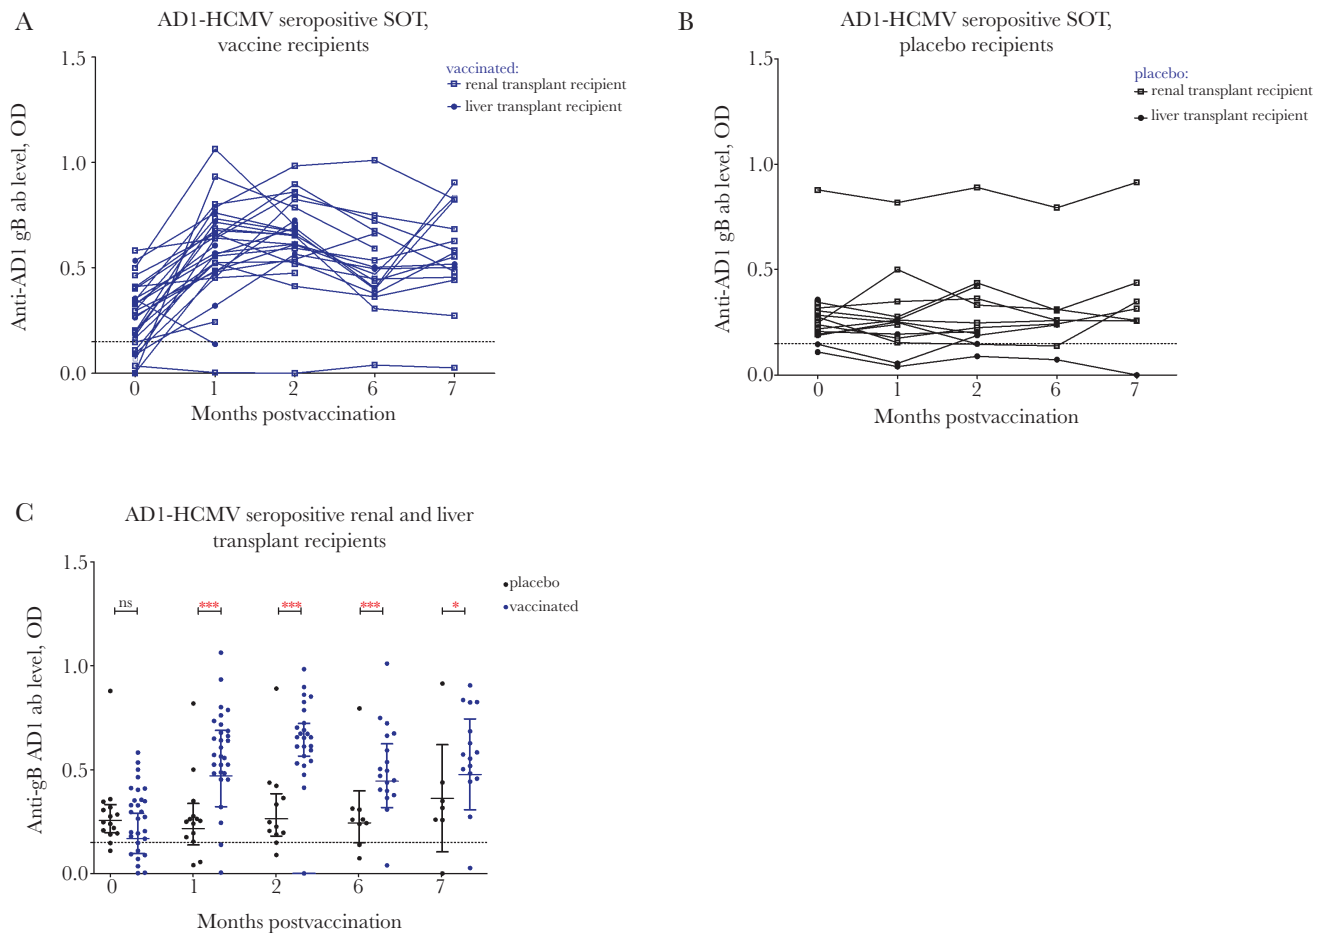 A
AD1-HCMV seropositive SOT,
vaccine recipients
1.5
1.0
0.5
0.0
Anti-AD1 gB ab level, OD
vaccinated:
renal transplant recipient
liver transplant recipient
0 1 2 6 7
Months postvaccination
B
AD1-HCMV seropositive SOT,
placebo recipients
1.5
1.0
0.5
0.0
Anti-AD1 gB ab level, OD
placebo:
renal transplant recipient
liver transplant recipient
0 1 2 6 7
Months postvaccination
C
AD1-HCMV seropositive renal and liver
transplant recipients
1.5
1.0
0.5
0.0
Anti-gB AD1 ab level, OD
placebo
vaccinated
ns *** *** *** *
0 1 2 6 7
Months postvaccination